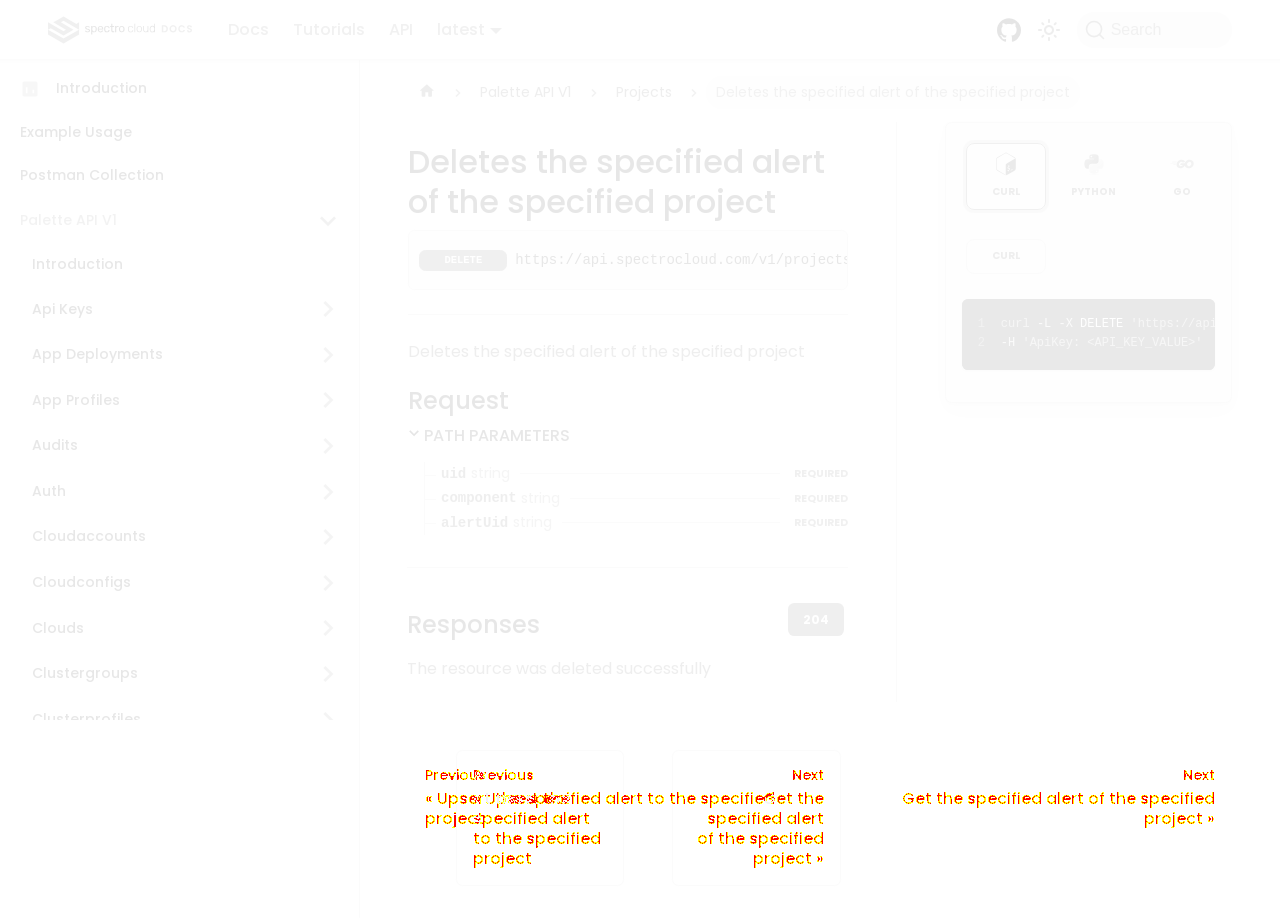 spectro cloud DOCS
Docs Tutorials API latest
Search
Introduction
Example Usage
Postman Collection
Palette API V1
Introduction
Api Keys
App Deployments
App Profiles
Audits
Auth
Cloudaccounts
Cloudconfigs
Clouds
Clustergroups
Clusterprofiles
Palette API V1 Projects Deletes the specified alert of the specified project
Deletes the specified alert
of the specified project
DELETE https://api.spectrocloud.com/v1/projects
Deletes the specified alert of the specified project
Request
PATH PARAMETERS
uid string REQUIRED
component string REQUIRED
alertUid string REQUIRED
Responses
204
The resource was deleted successfully
CURL PYTHON GO
CURL
1 curl -L -X DELETE 'https://api
2 -H 'ApiKey: <API_KEY_VALUE>'
Previous
Previous
specified alert to the specified
project
specified alert
to the specified
project
Next
Get the
specified alert
of the specified
project »
Next
Get the specified alert of the specified
project »